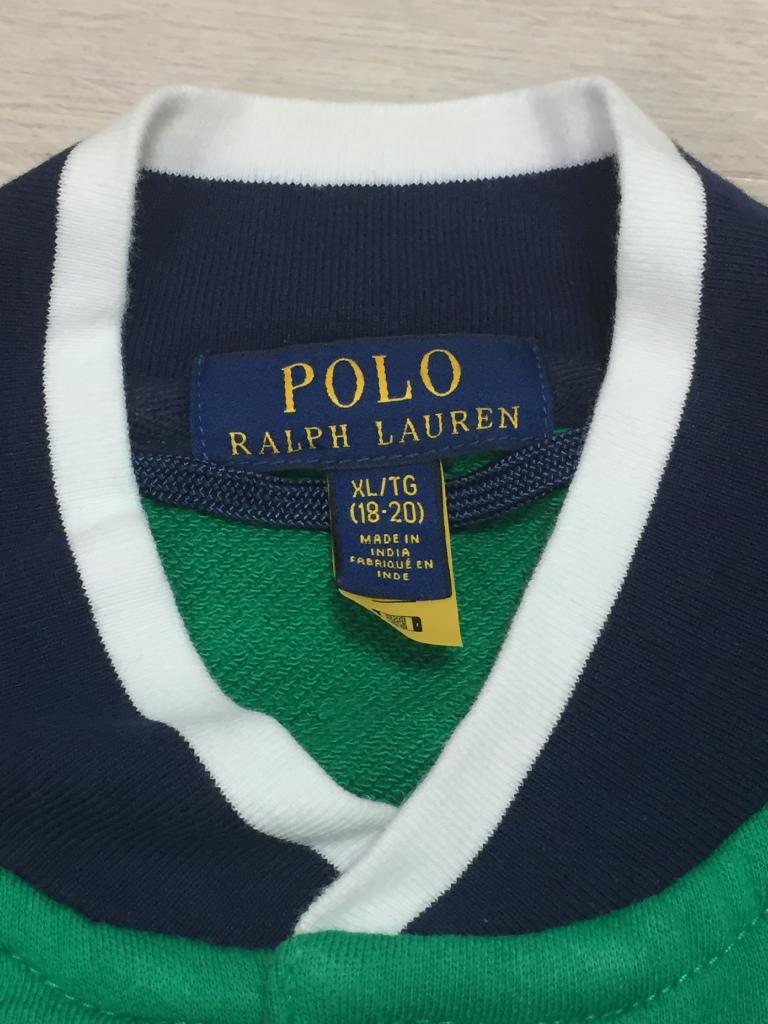 POLO
RALPH LAUREN
XL/TG
(18-20)
MADE IN
INDIA
FABRIQUÉ EN
INDE